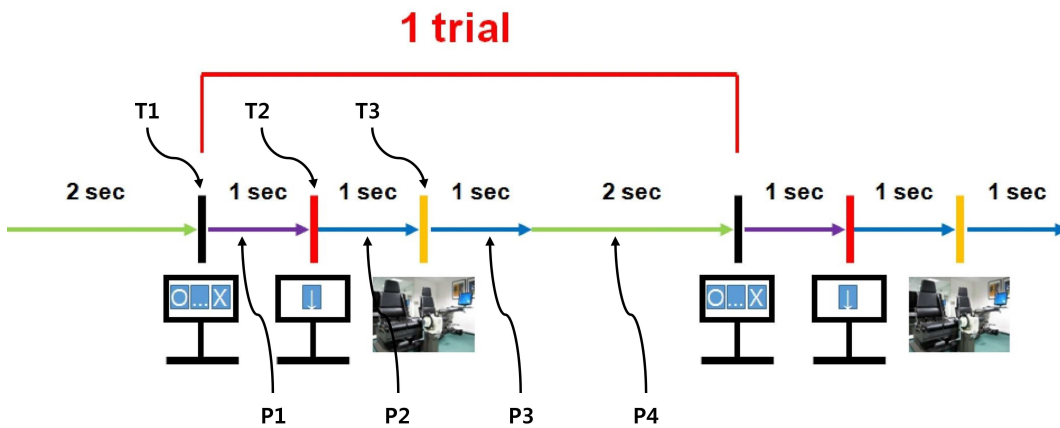 1 trial
T1 T2 T3
2 sec 1 sec 1 sec 1 sec 2 sec 1 sec 1 sec 1 sec
O...X ↓ O...X ↓
P1 P2 P3 P4